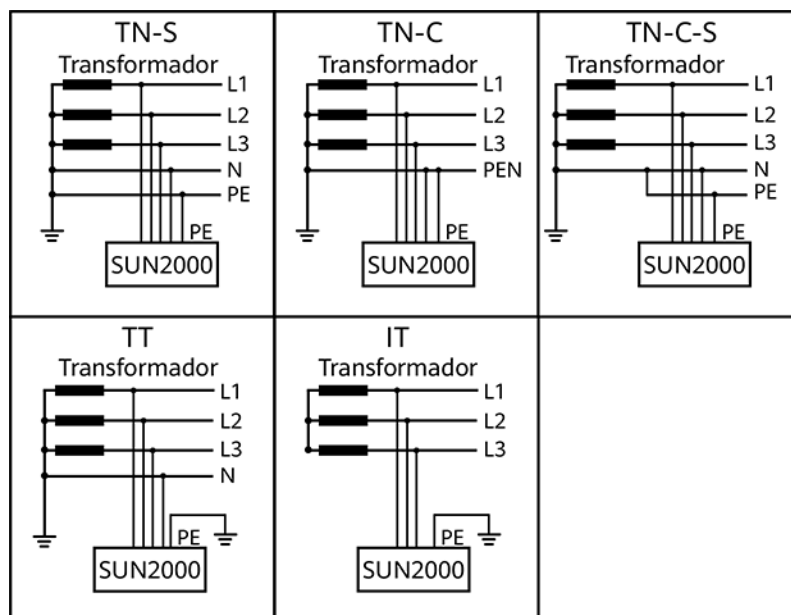 TN-S
Transformador
L1
L2
L3
N
PE
PE
SUN2000
TN-C
Transformador
L1
L2
L3
PEN
PE
SUN2000
TN-C-S
Transformador
L1
L2
L3
N
PE
PE
SUN2000
TT
Transformador
L1
L2
L3
N
PE
SUN2000
IT
Transformador
L1
L2
L3
PE
SUN2000